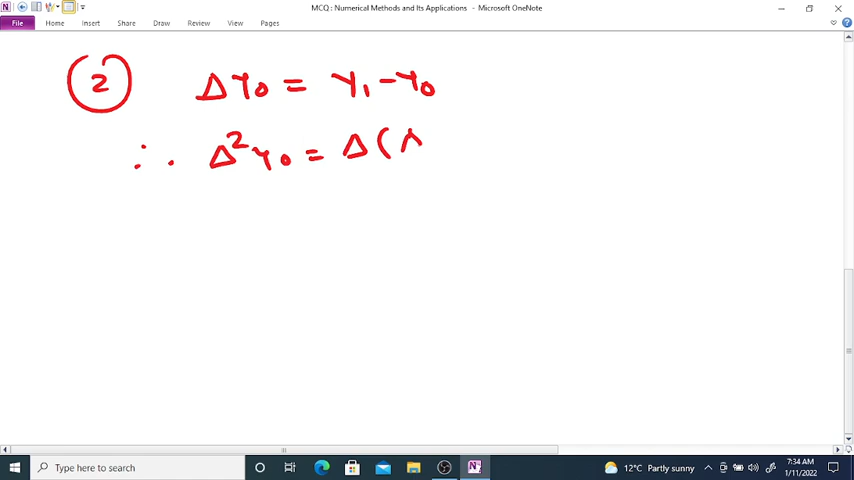 MCQ : Numerical Methods and Its Applications - Microsoft OneNote
File Home Insert Share Draw Review View Pages
2 Δy₀ = y₁ - y₀
∴ Δ²y₀ = Δ(
Type here to search
12°C Partly sunny
7:34 AM
1/11/2022